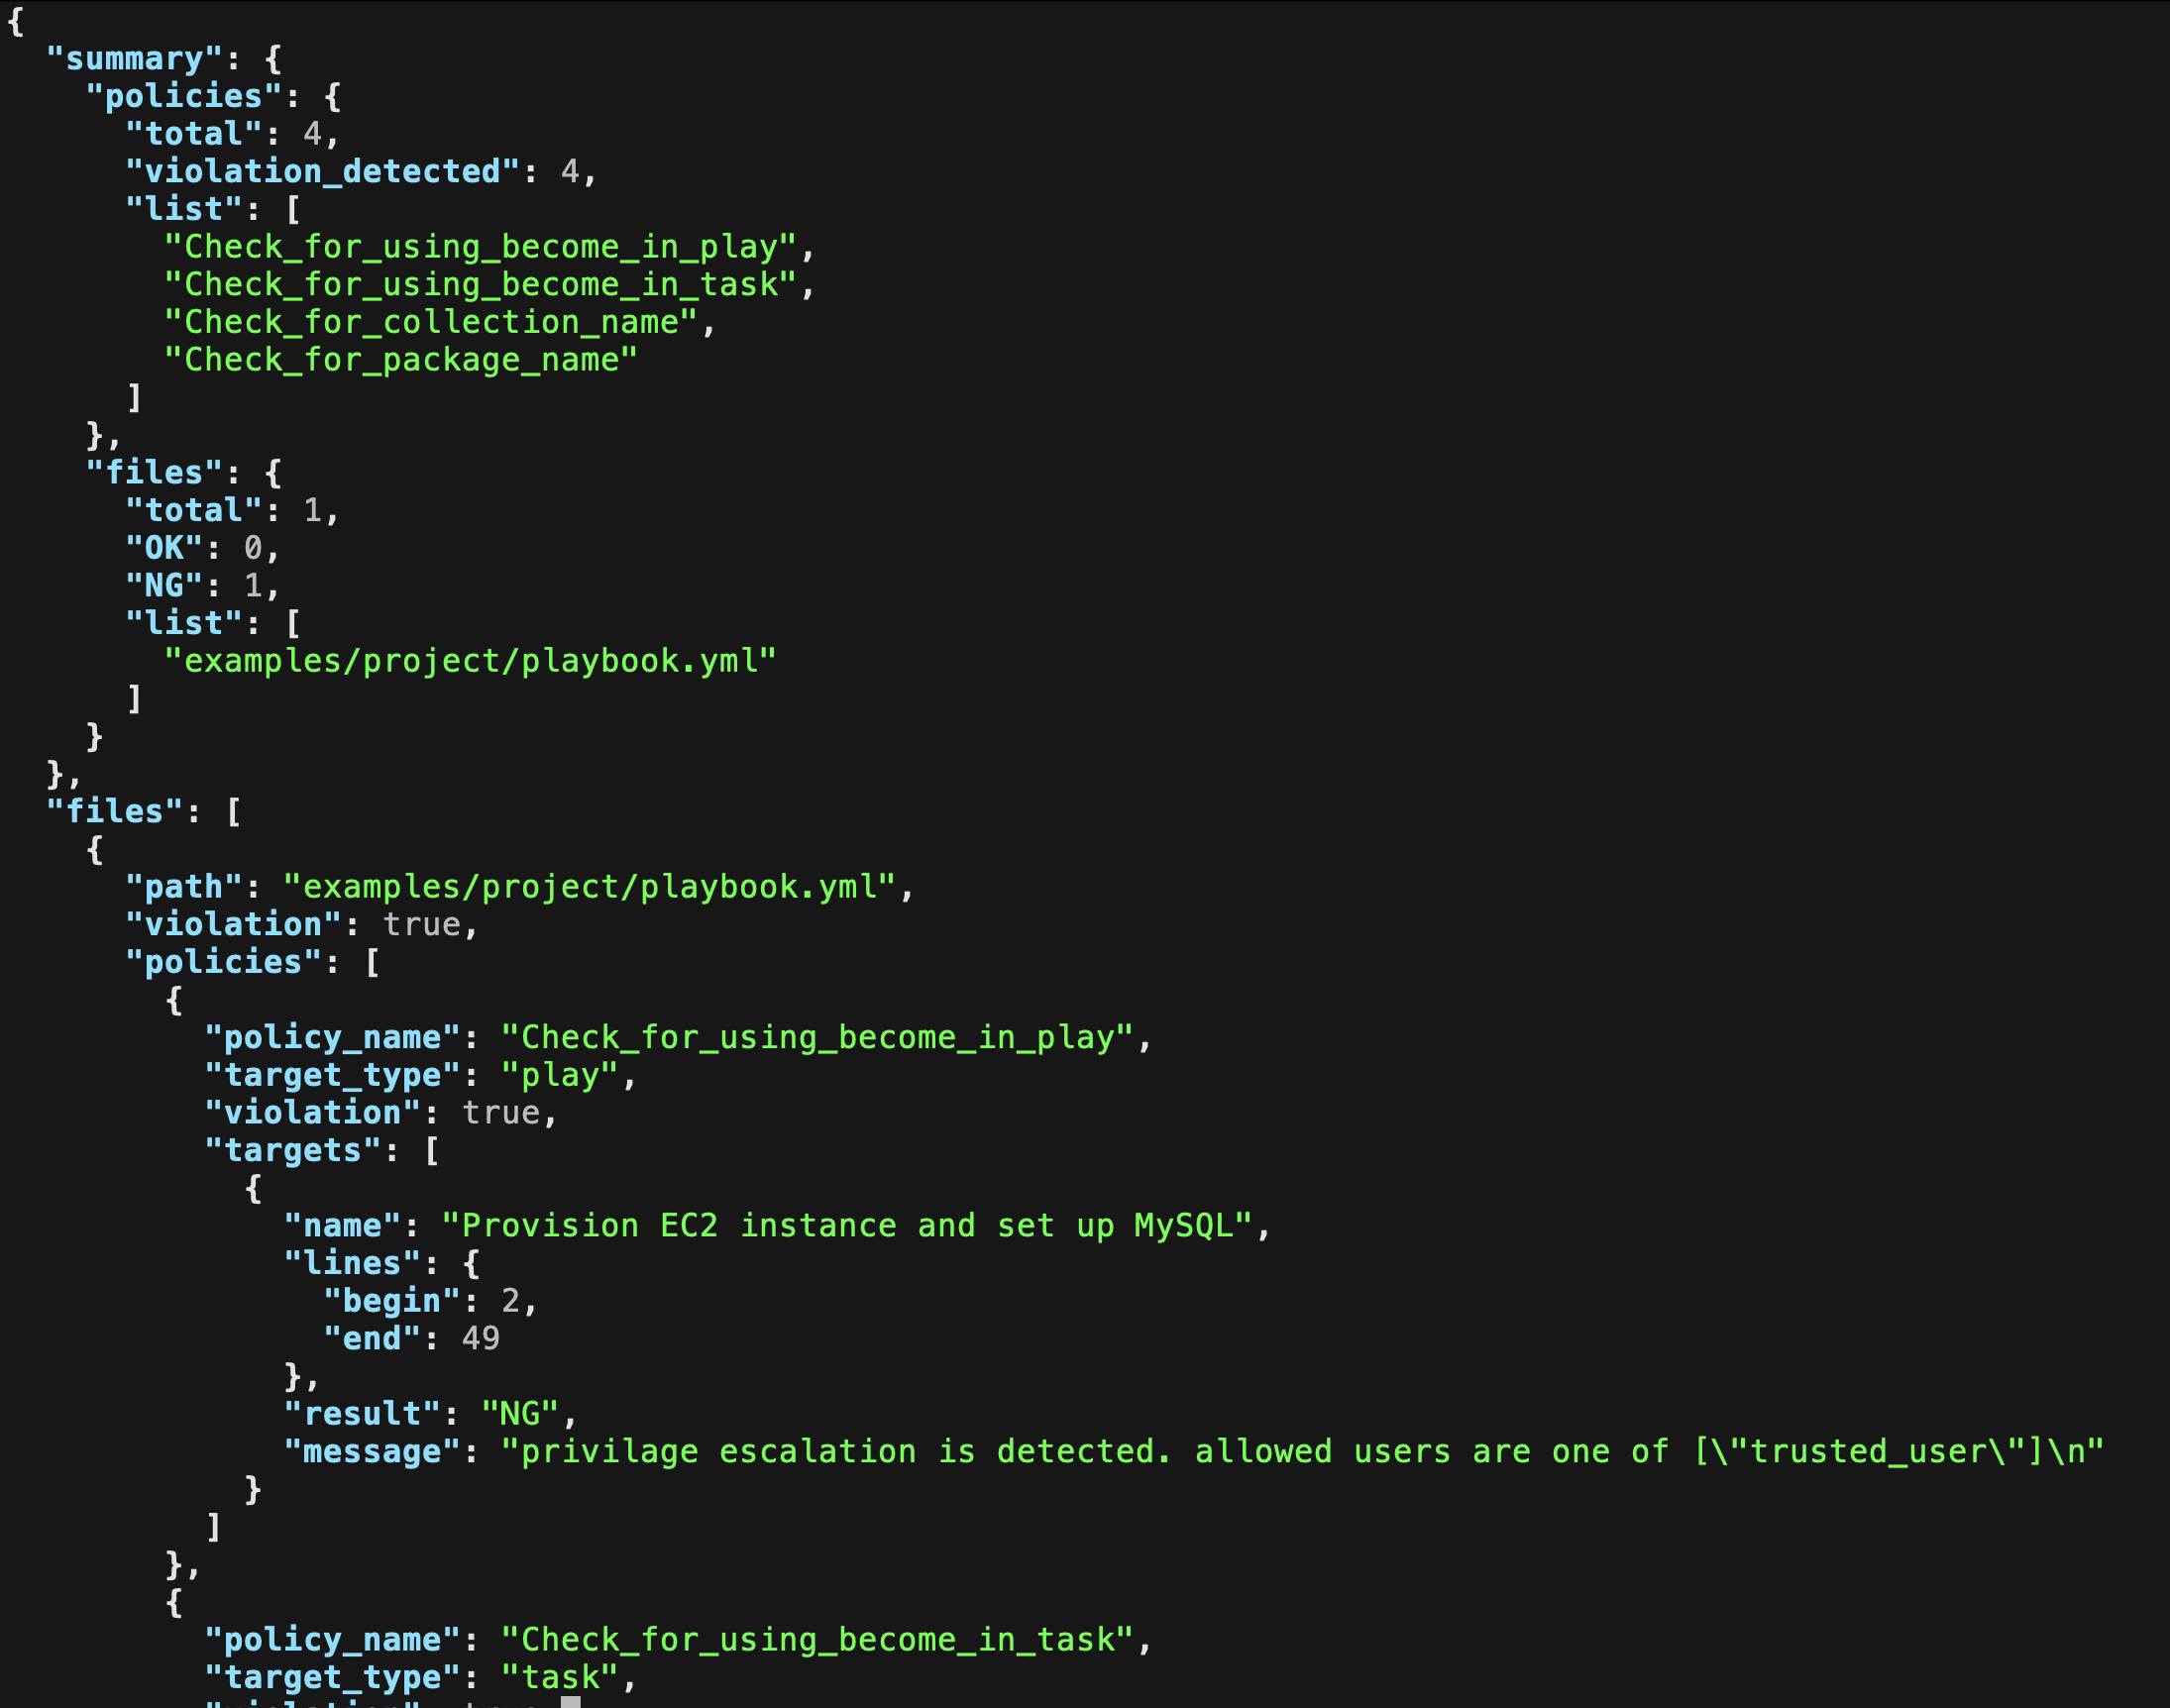 {
  "summary": {
    "policies": {
      "total": 4,
      "violation_detected": 4,
      "list": [
        "Check_for_using_become_in_play",
        "Check_for_using_become_in_task",
        "Check_for_collection_name",
        "Check_for_package_name"
      ]
    },
    "files": {
      "total": 1,
      "OK": 0,
      "NG": 1,
      "list": [
        "examples/project/playbook.yml"
      ]
    }
  },
  "files": [
    {
      "path": "examples/project/playbook.yml",
      "violation": true,
      "policies": [
        {
          "policy_name": "Check_for_using_become_in_play",
          "target_type": "play",
          "violation": true,
          "targets": [
            {
              "name": "Provision EC2 instance and set up MySQL",
              "lines": {
                "begin": 2,
                "end": 49
              },
              "result": "NG",
              "message": "privilage escalation is detected. allowed users are one of [\"trusted_user\"]\n"
            }
          ]
        },
        {
          "policy_name": "Check_for_using_become_in_task",
          "target_type": "task",